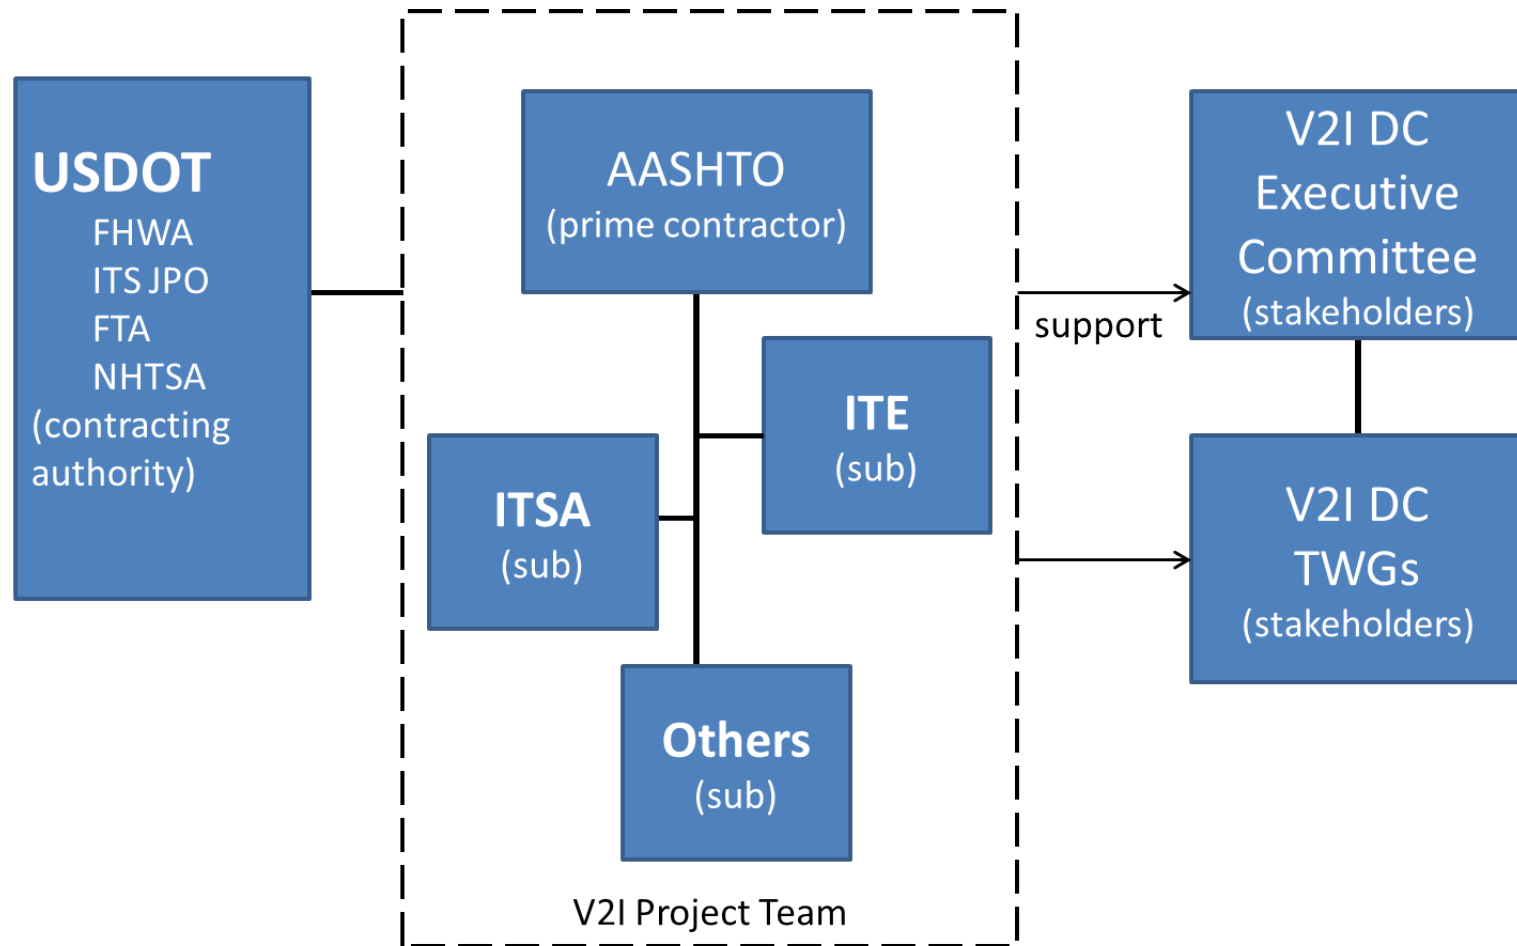 USDOT
FHWA
ITS JPO
FTA
NHTSA
(contracting
authority)
AASHTO
(prime contractor)
ITE
(sub)
ITSA
(sub)
Others
(sub)
V2I Project Team
support
V2I DC
Executive
Committee
(stakeholders)
V2I DC
TWGs
(stakeholders)